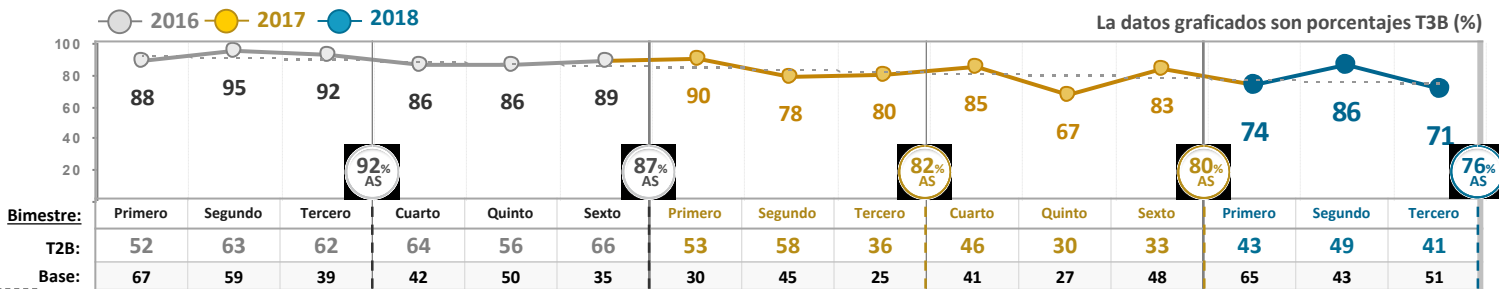 2016 2017 2018 La datos graficados son porcentajes T3B (%)
100
80
60
40
20
88 95 92 86 86 89 90 78 80 85 67 83 74 86 71
92% AS 87% AS 82% AS 80% AS 76% AS
Bimestre: Primero Segundo Tercero Cuarto Quinto Sexto Primero Segundo Tercero Cuarto Quinto Sexto Primero Segundo Tercero
T2B: 52 63 62 64 56 66 53 58 36 46 30 33 43 49 41
Base: 67 59 39 42 50 35 30 45 25 41 27 48 65 43 51